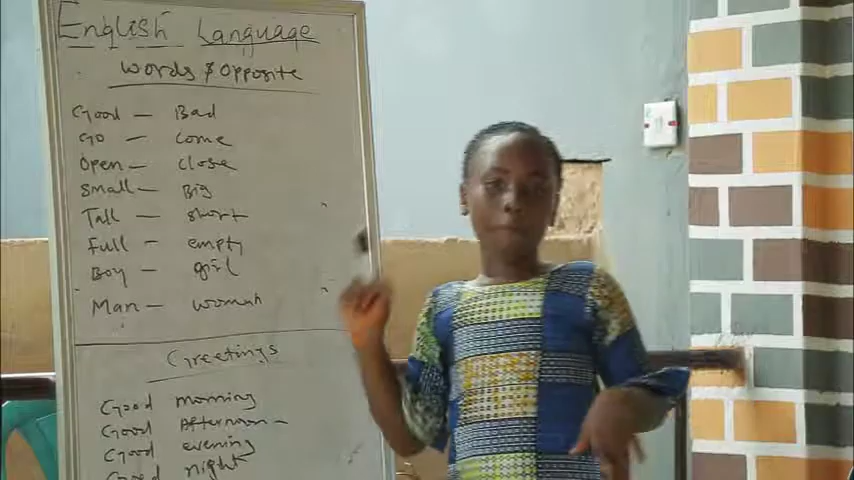 English Language
Words & Opposite
Good — Bad
Go — come
Open — close
Small — Big
Tall — short
Full — empty
Boy — girl
Man — woman
Greetings
Good morning
Good Afternoon -
Good evening
Good night